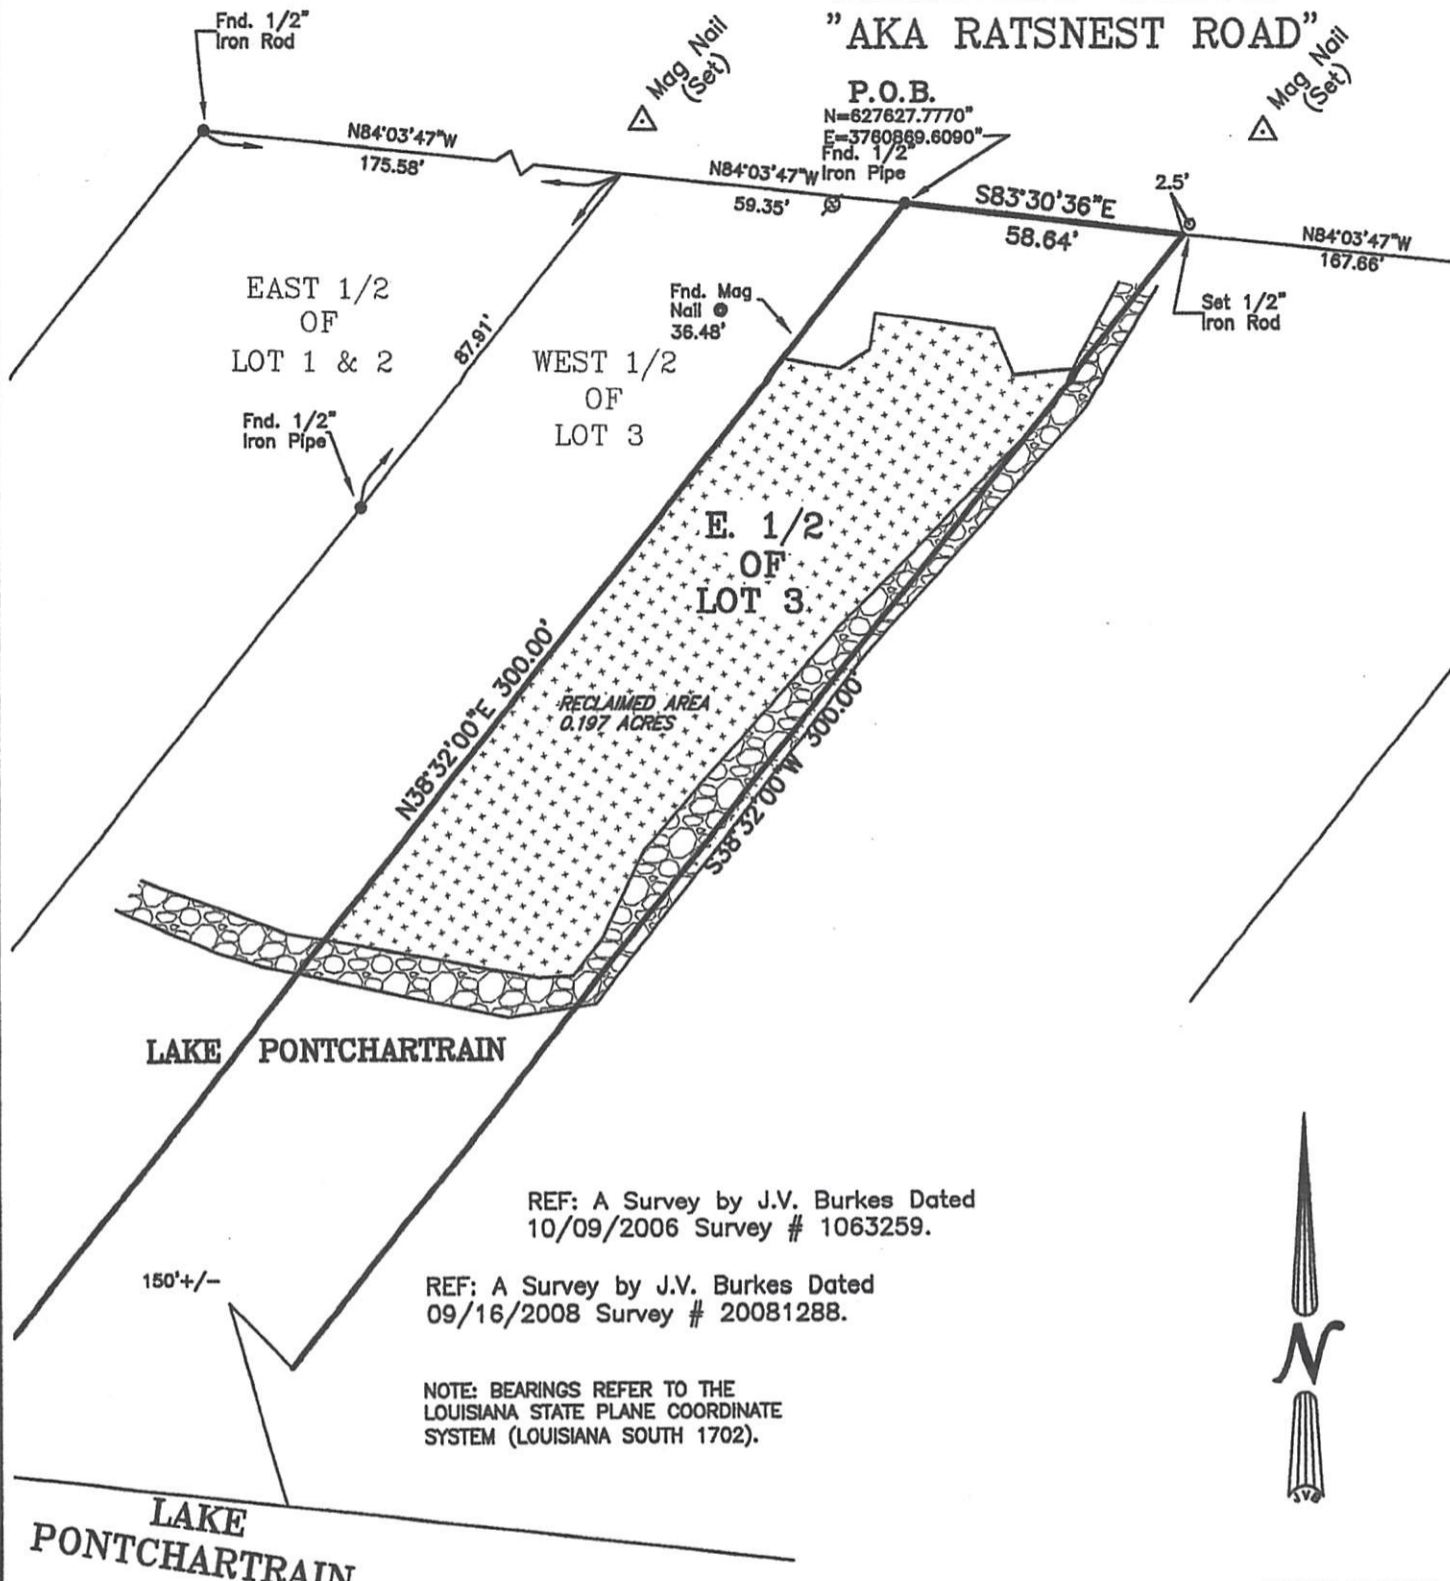 "AKA RATSNEST ROAD"
Fnd. 1/2"
Iron Rod
Mag Nail
(Set)
P.O.B.
N=627627.7770"
E=3760869.6090"
Fnd. 1/2"
Iron Pipe
Mag Nail
(Set)
N84°03'47"W
175.58'
N84°03'47"W
59.35'
S83°30'36"E
58.64'
2.5'
N84°03'47"W
167.66'
Set 1/2"
Iron Rod
Fnd. Mag
Nail @
36.48'
EAST 1/2
OF
LOT 1 & 2
87.91'
WEST 1/2
OF
LOT 3
Fnd. 1/2"
Iron Pipe
E. 1/2
OF
LOT 3
N38°32'00"E 300.00'
RECLAIMED AREA
0.197 ACRES
S38°32'00"W 300.00'
LAKE PONTCHARTRAIN
REF: A Survey by J.V. Burkes Dated
10/09/2006 Survey # 1063259.
150'+/-
REF: A Survey by J.V. Burkes Dated
09/16/2008 Survey # 20081288.
NOTE: BEARINGS REFER TO THE
LOUISIANA STATE PLANE COORDINATE
SYSTEM (LOUISIANA SOUTH 1702).
N
JVB
LAKE
PONTCHARTRAIN